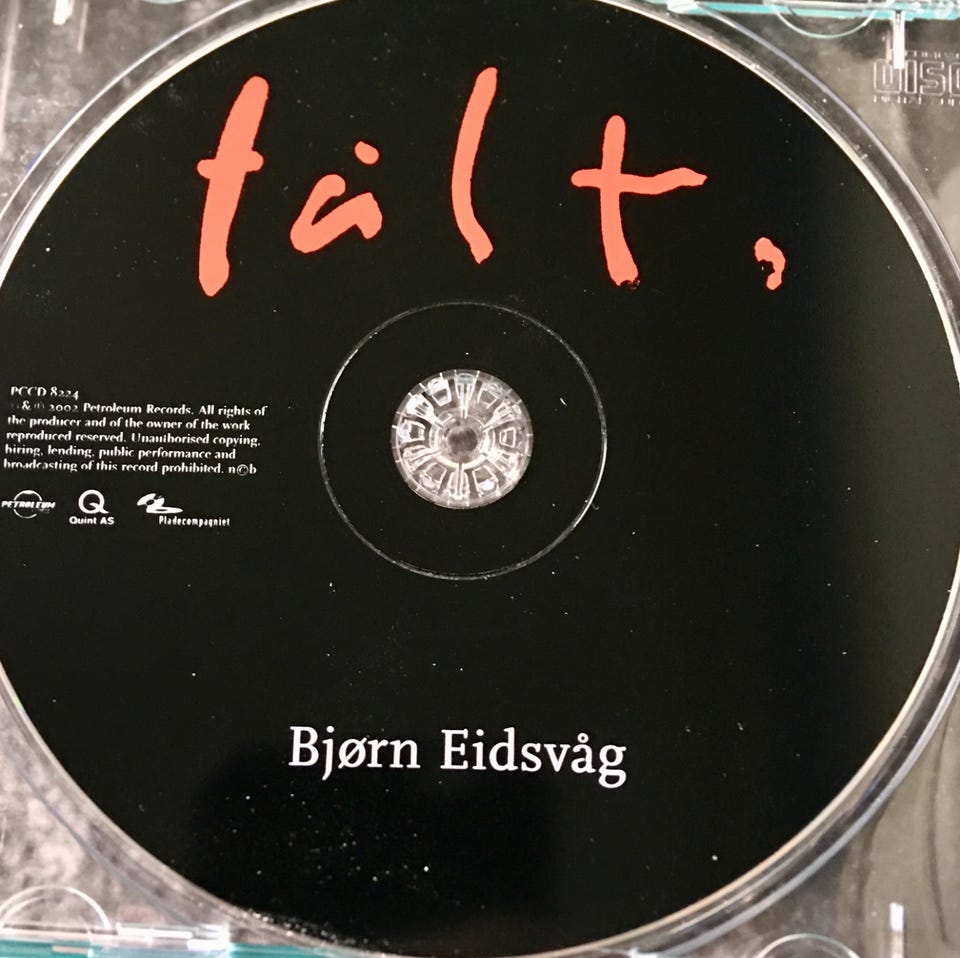 tålt,
PCCD 8224
& ℗ 2002 Petroleum Records. All rights of
the producer and of the owner of the work
reproduced reserved. Unauthorised copying,
hiring, lending, public performance and
broadcasting of this record prohibited. n©b
PETROLEUM
Quint AS
Pladecompagniet
Bjørn Eidsvåg